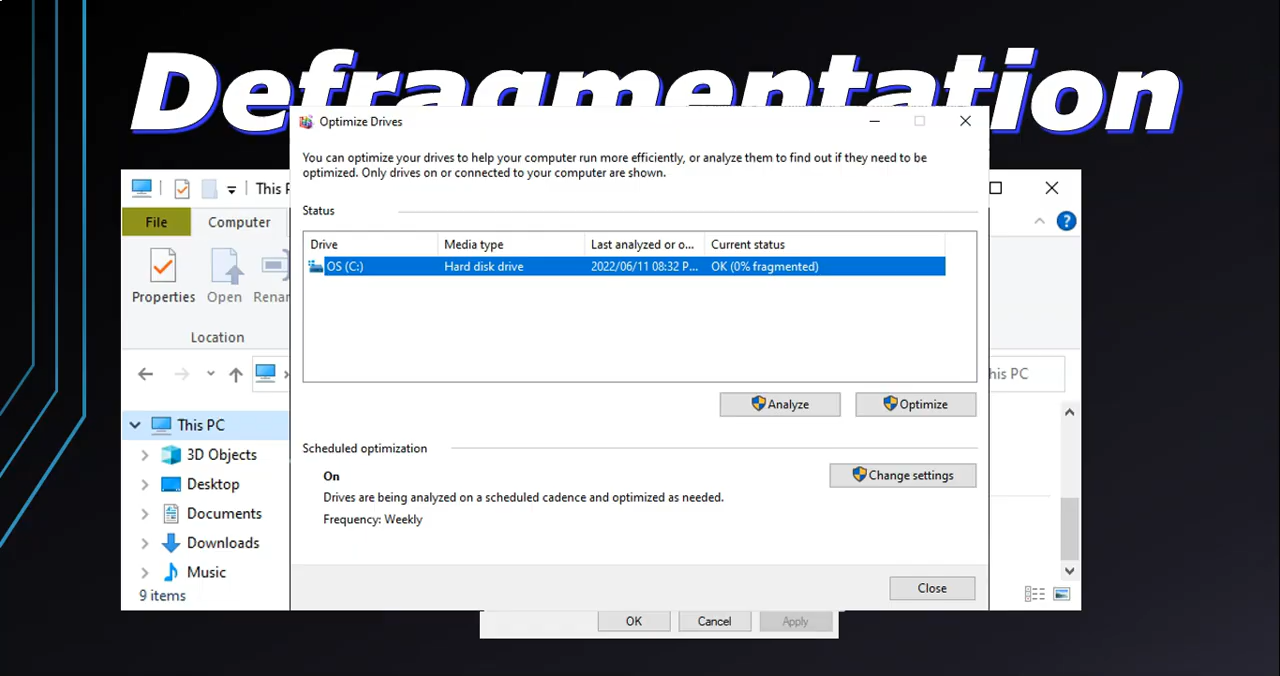 Defragmentation
Optimize Drives
You can optimize your drives to help your computer run more efficiently, or analyze them to find out if they need to be
optimized. Only drives on or connected to your computer are shown.
Status
Drive Media type Last analyzed or o... Current status
OS (C:) Hard disk drive 2022/06/11 08:32 P... OK (0% fragmented)
Analyze Optimize
Scheduled optimization
On
Change settings
Drives are being analyzed on a scheduled cadence and optimized as needed.
Frequency: Weekly
Close
This P
File Computer
Properties Open Renan
Location
his PC
This PC
3D Objects
Desktop
Documents
Downloads
Music
9 items
OK Cancel Apply